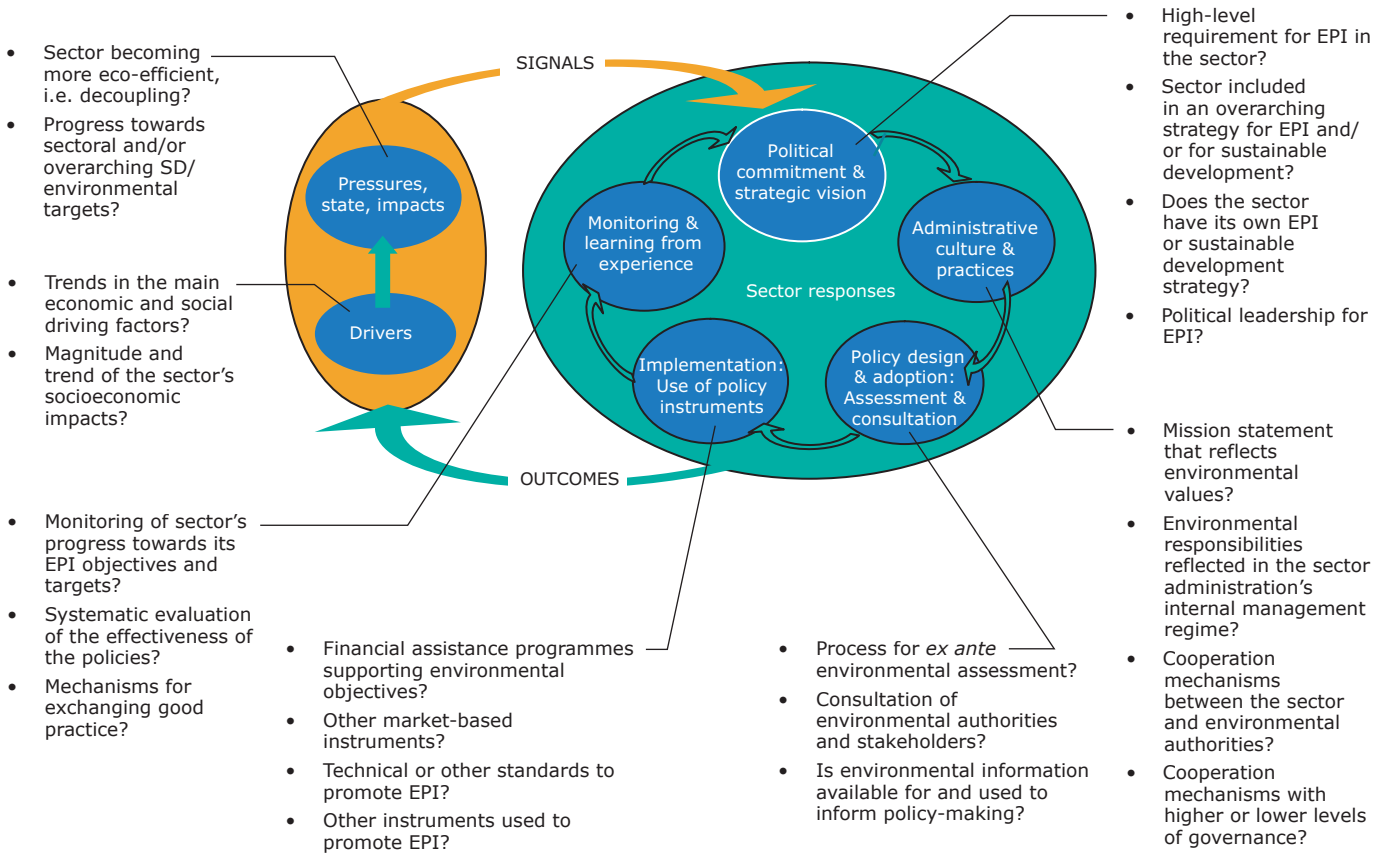 • Sector becoming
more eco-efficient,
i.e. decoupling?
• Progress towards
sectoral and/or
overarching SD/
environmental
targets?
• Trends in the main
economic and social
driving factors?
• Magnitude and
trend of the sector’s
socioeconomic
impacts?
• Monitoring of sector’s
progress towards its
EPI objectives and
targets?
• Systematic evaluation
of the effectiveness of
the policies?
• Mechanisms for
exchanging good
practice?
SIGNALS
Pressures,
state, impacts
Drivers
OUTCOMES
Political
commitment &
strategic vision
Monitoring &
learning from
experience
Administrative
culture &
practices
Sector responses
Implementation:
Use of policy
instruments
Policy design
& adoption:
Assessment &
consultation
• Financial assistance programmes
supporting environmental
objectives?
• Other market-based
instruments?
• Technical or other standards to
promote EPI?
• Other instruments used to
promote EPI?
• Process for ex ante
environmental assessment?
• Consultation of
environmental authorities
and stakeholders?
• Is environmental information
available for and used to
inform policy-making?
• High-level
requirement for EPI in
the sector?
• Sector included
in an overarching
strategy for EPI and/
or for sustainable
development?
• Does the sector
have its own EPI
or sustainable
development
strategy?
• Political leadership for
EPI?
• Mission statement
that reflects
environmental
values?
• Environmental
responsibilities
reflected in the sector
administration’s
internal management
regime?
• Cooperation
mechanisms
between the sector
and environmental
authorities?
• Cooperation
mechanisms with
higher or lower levels
of governance?